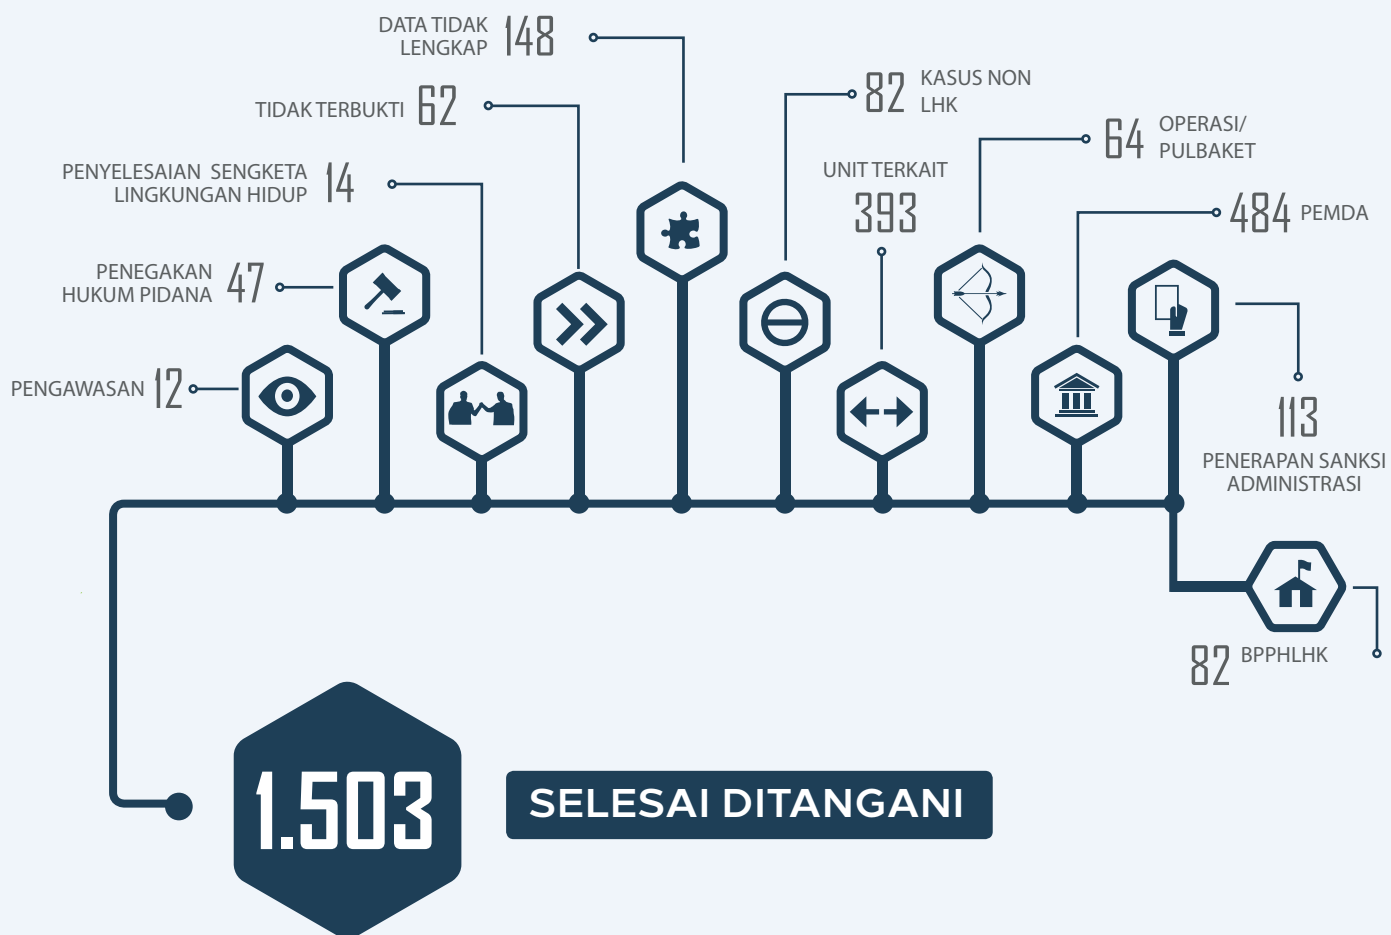 DATA TIDAK
LENGKAP
148
TIDAK TERBUKTI 62
PENYELESAIAN SENGKETA
LINGKUNGAN HIDUP
14
PENEGAKAN
HUKUM PIDANA
47
PENGAWASAN 12
82
KASUS NON
LHK
UNIT TERKAIT
393
64
OPERASI/
PULBAKET
484 PEMDA
113
PENERAPAN SANKSI
ADMINISTRASI
82 BPPHLHK
1.503
SELESAI DITANGANI